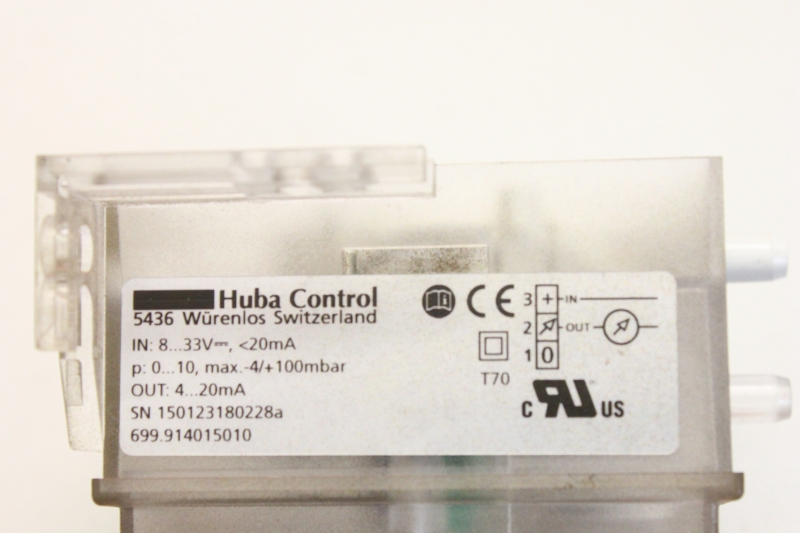 Huba Control
5436 Würenlos Switzerland
IN: 8...33V⎓, <20mA
p: 0...10, max.-4/+100mbar
OUT: 4...20mA
SN 150123180228a
699.914015010
CE
3 + IN
2 OUT
1 0
T70
C RU US